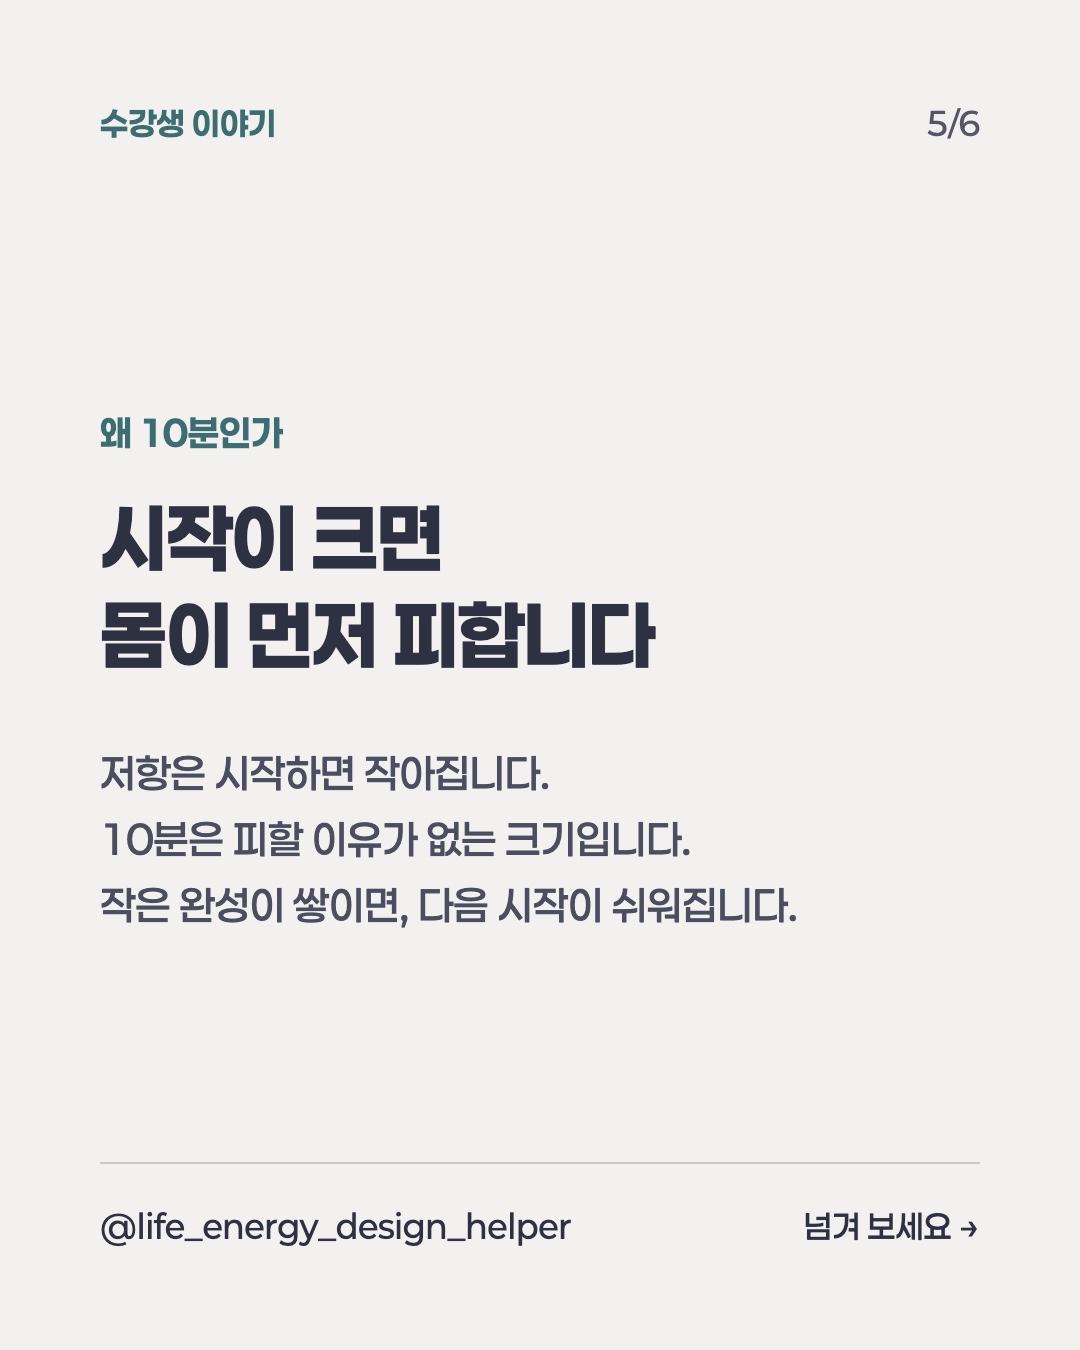 수강생 이야기
5/6
왜 10분인가
시작이 크면
몸이 먼저 피합니다
저항은 시작하면 작아집니다.
10분은 피할 이유가 없는 크기입니다.
작은 완성이 쌓이면, 다음 시작이 쉬워집니다.
@life_energy_design_helper
넘겨 보세요 →